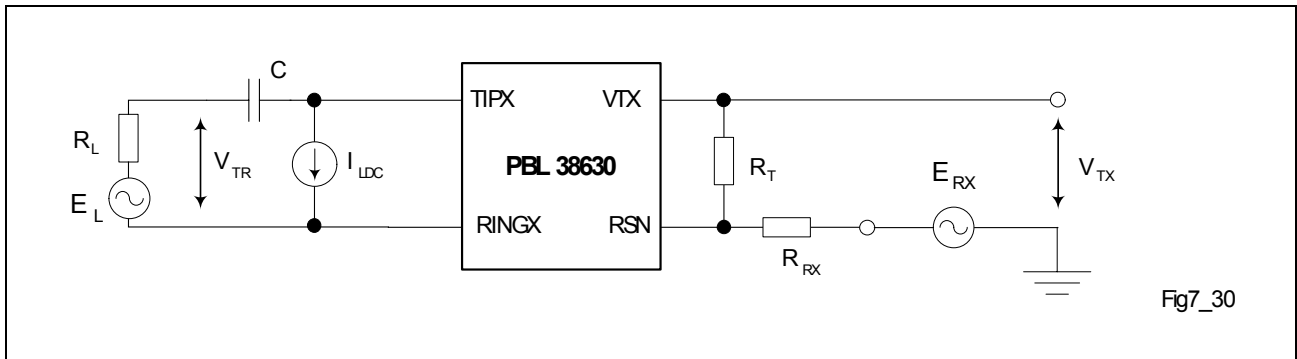 C
TIPX
VTX
R_L
V_TR
I_LDC
PBL 38630
R_T
E_RX
V_TX
E_L
RINGX
RSN
R_RX
Fig7_30